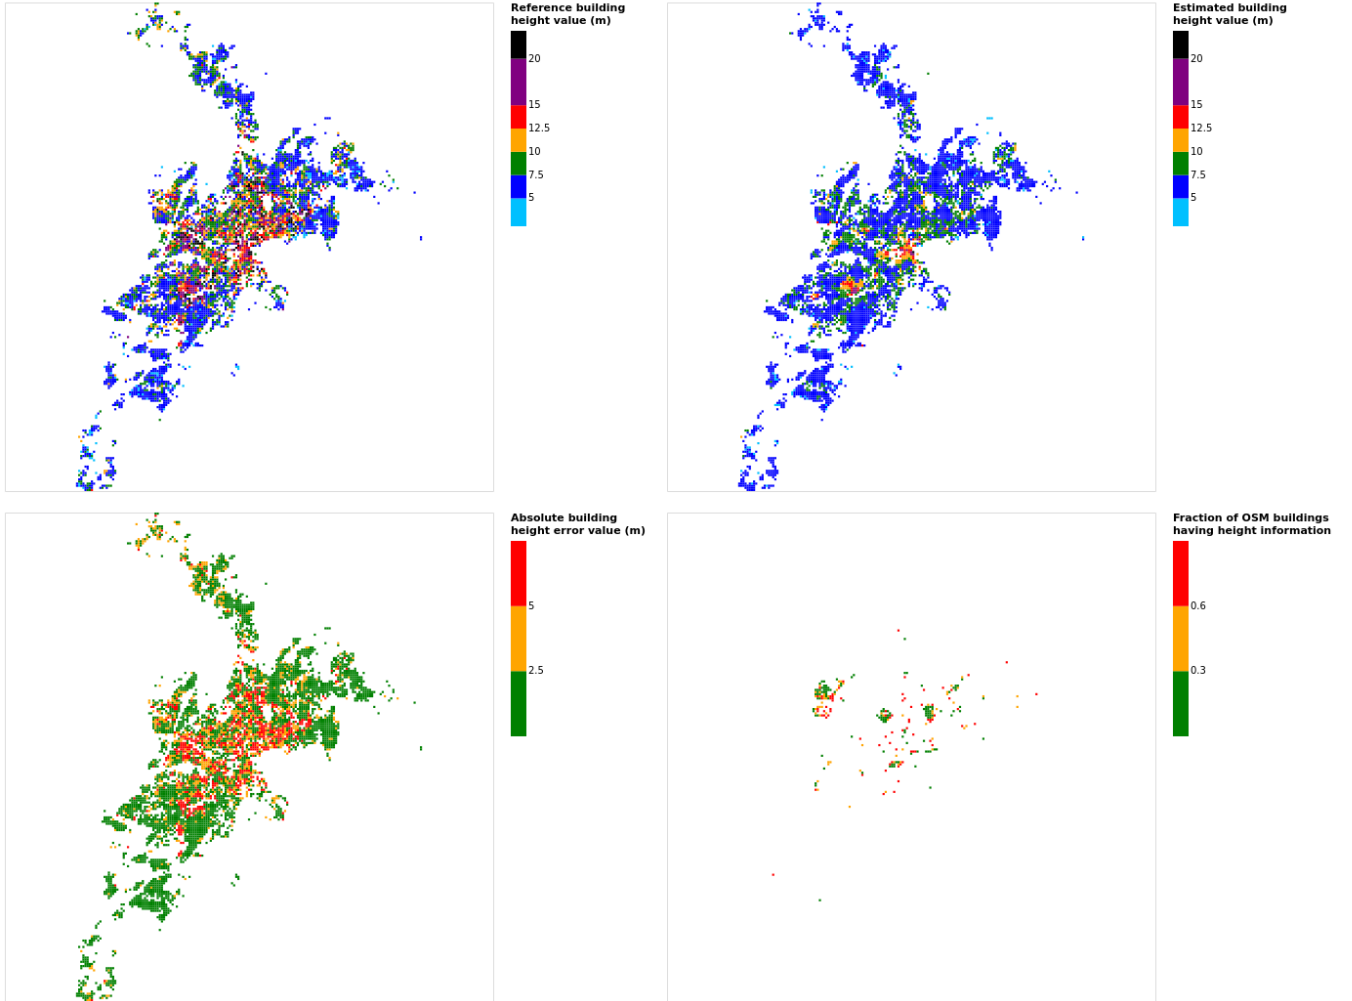 Reference building
height value (m)
20
15
12.5
10
7.5
5
Estimated building
height value (m)
20
15
12.5
10
7.5
5
Absolute building
height error value (m)
5
2.5
Fraction of OSM buildings
having height information
0.6
0.3